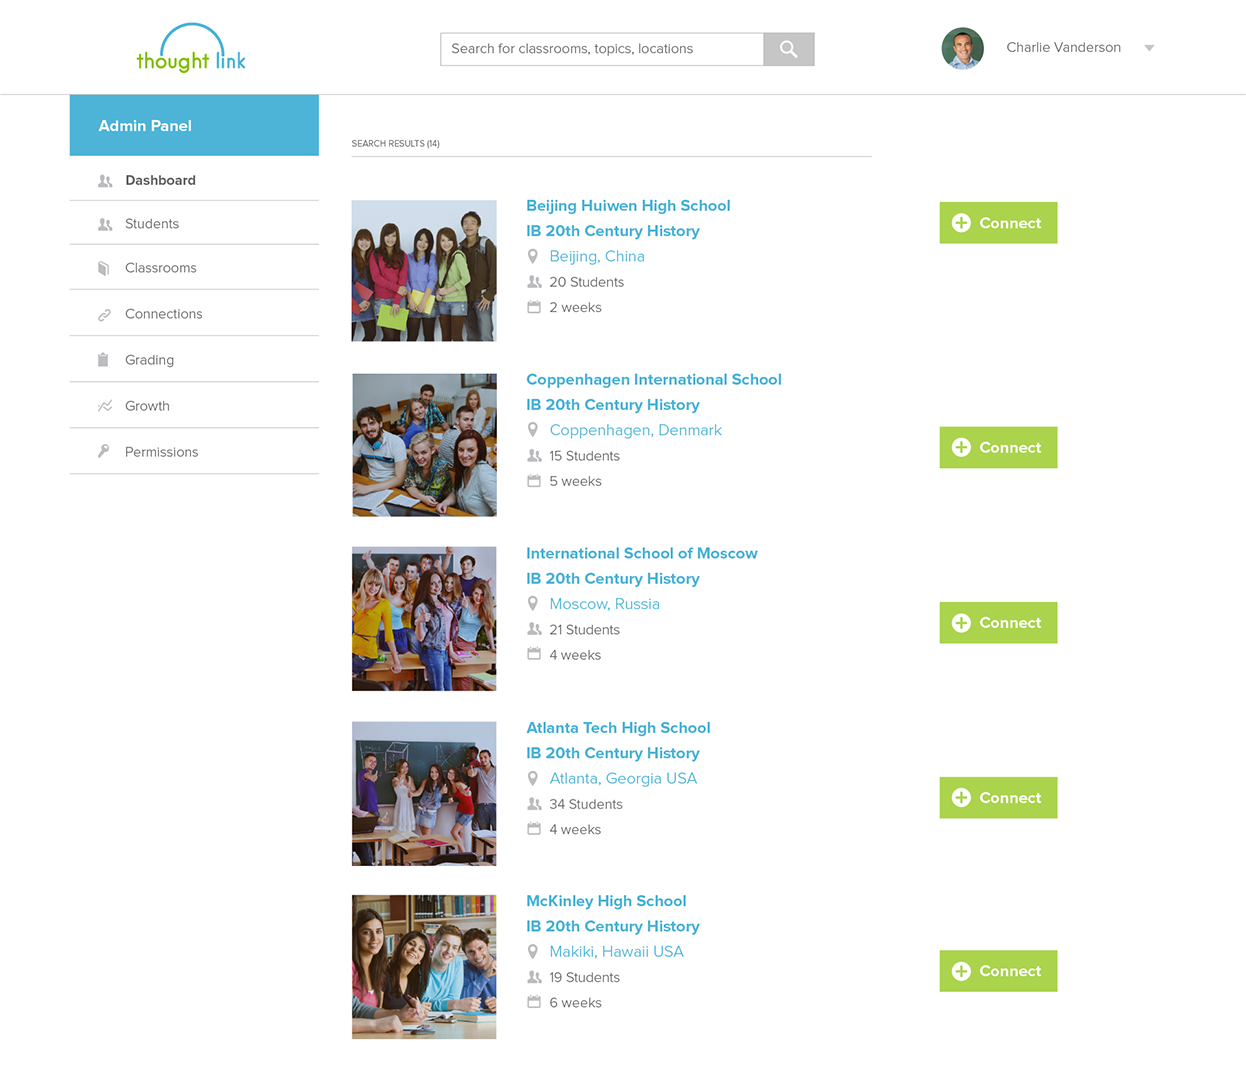 thought link
Search for classrooms, topics, locations
Charlie Vanderson
Admin Panel
Dashboard
Students
Classrooms
Connections
Grading
Growth
Permissions
SEARCH RESULTS (14)
Beijing Huiwen High School
IB 20th Century History
Beijing, China
20 Students
2 weeks
Connect
Coppenhagen International School
IB 20th Century History
Coppenhagen, Denmark
15 Students
5 weeks
Connect
International School of Moscow
IB 20th Century History
Moscow, Russia
21 Students
4 weeks
Connect
Atlanta Tech High School
IB 20th Century History
Atlanta, Georgia USA
34 Students
4 weeks
Connect
McKinley High School
IB 20th Century History
Makiki, Hawaii USA
19 Students
6 weeks
Connect